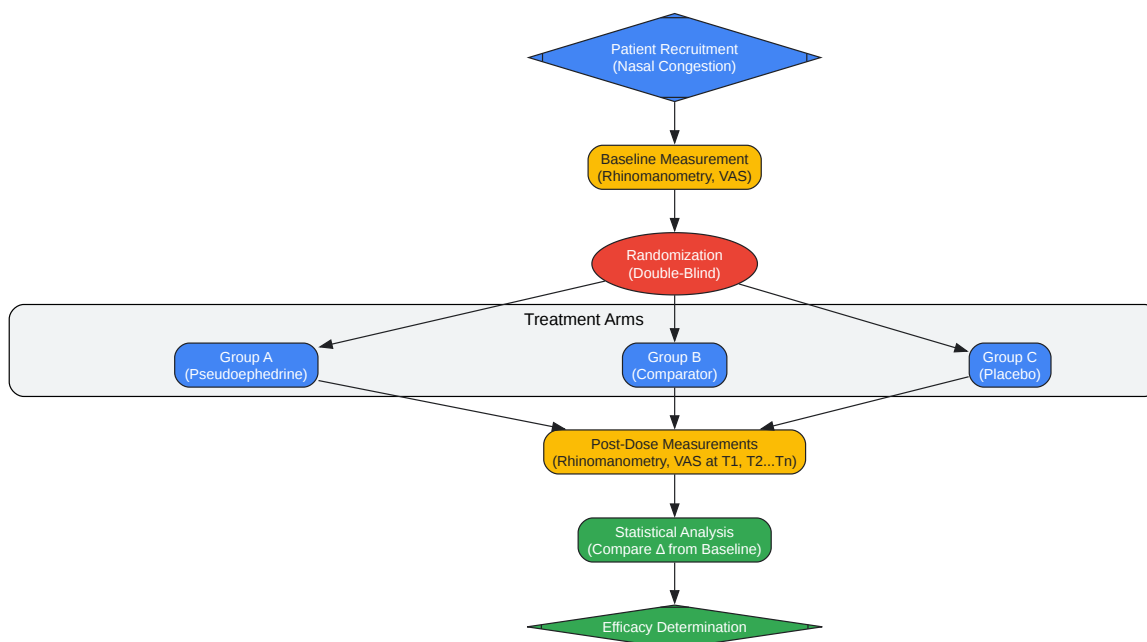 Patient Recruitment
(Nasal Congestion)
Baseline Measurement
(Rhinomanometry, VAS)
Randomization
(Double-Blind)
Treatment Arms
Group A
(Pseudoephedrine)
Group B
(Comparator)
Group C
(Placebo)
Post-Dose Measurements
(Rhinomanometry, VAS at T1, T2...Tn)
Statistical Analysis
(Compare Δ from Baseline)
Efficacy Determination